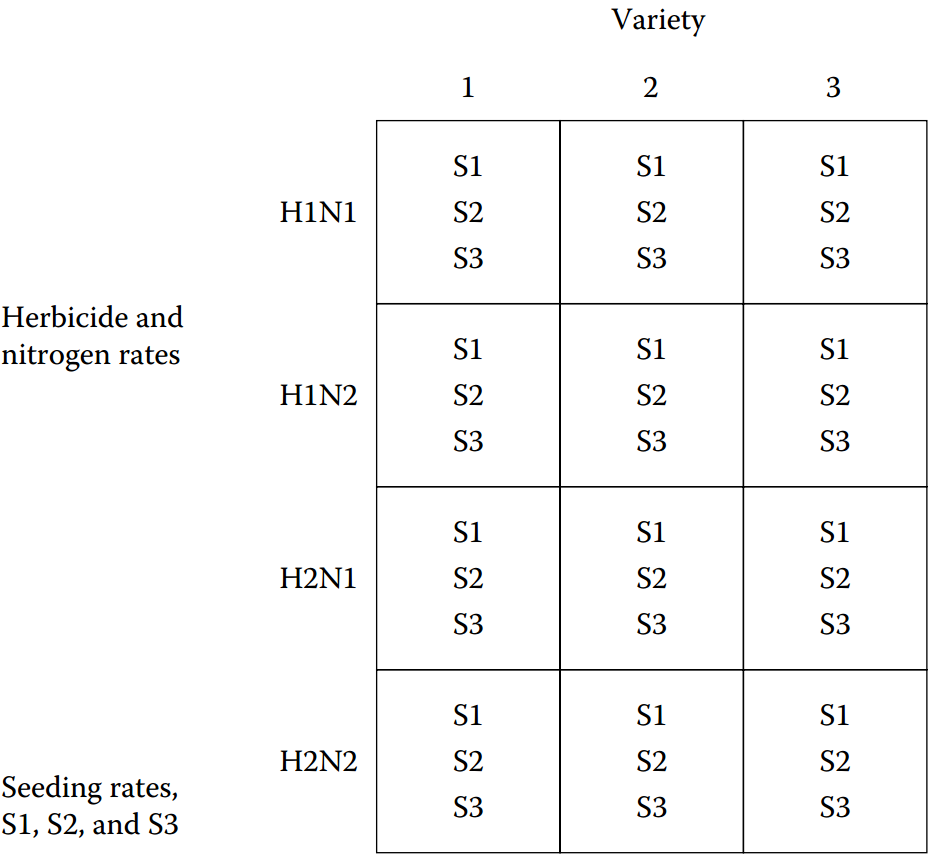 Variety
1 2 3
S1 S1 S1
H1N1 S2 S2 S2
S3 S3 S3
Herbicide and
nitrogen rates
S1 S1 S1
H1N2 S2 S2 S2
S3 S3 S3
S1 S1 S1
H2N1 S2 S2 S2
S3 S3 S3
S1 S1 S1
H2N2 S2 S2 S2
S3 S3 S3
Seeding rates,
S1, S2, and S3